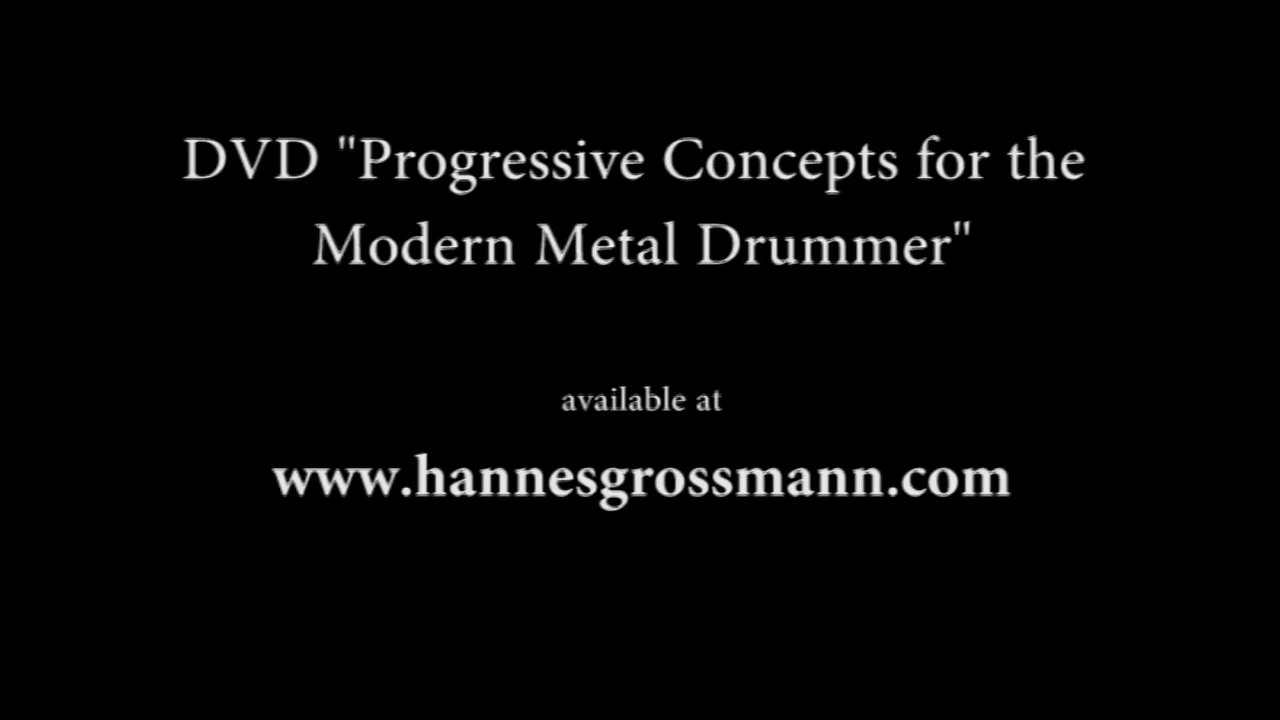 DVD "Progressive Concepts for the
Modern Metal Drummer"
available at
www.hannesgrossmann.com